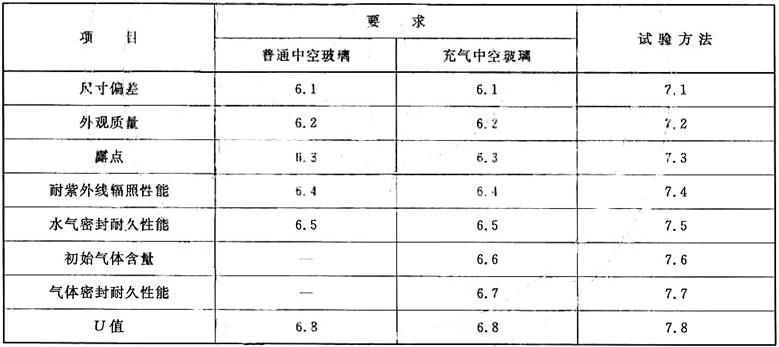 项 目 要 求 试验方法
普通中空玻璃 充气中空玻璃
尺寸偏差 6.1 6.1 7.1
外观质量 6.2 6.2 7.2
露点 6.3 6.3 7.3
耐紫外线辐照性能 6.4 6.4 7.4
水气密封耐久性能 6.5 6.5 7.5
初始气体含量 — 6.6 7.6
气体密封耐久性能 — 6.7 7.7
U值 6.8 6.8 7.8